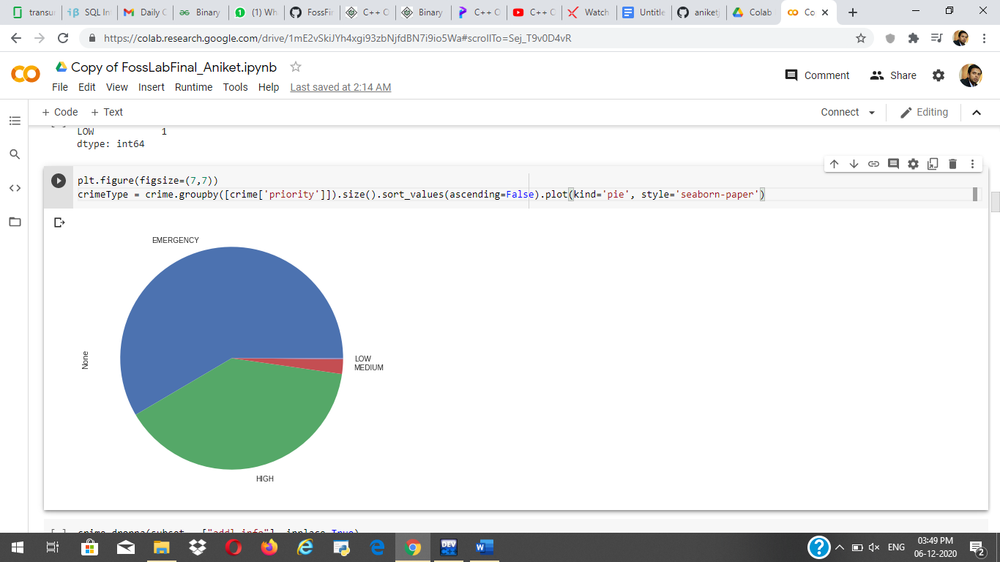 transur
SQL In
Daily C
Binary
(1) Wh
FossFin
C++ O
Binary
C++ O
C++ C
Watch
Untitle
aniketj
Colab
Co
https://colab.research.google.com/drive/1mE2vSkiJYh4xgi93zbNjfdBN7i9io5Wa#scrollTo=Sej_T9v0D4vR
Copy of FossLabFinal_Aniket.ipynb
Comment
Share
File Edit View Insert Runtime Tools Help Last saved at 2:14 AM
+ Code + Text
Connect
Editing
LOW 1
dtype: int64
plt.figure(figsize=(7,7))
crimeType = crime.groupby([crime['priority']]).size().sort_values(ascending=False).plot(kind='pie', style='seaborn-paper')
EMERGENCY
None
LOW
MEDIUM
HIGH
[ ] crime.dropna(subset = ["addl_info"], inplace=True)
DEV
C++
ENG
03:49 PM
06-12-2020
2